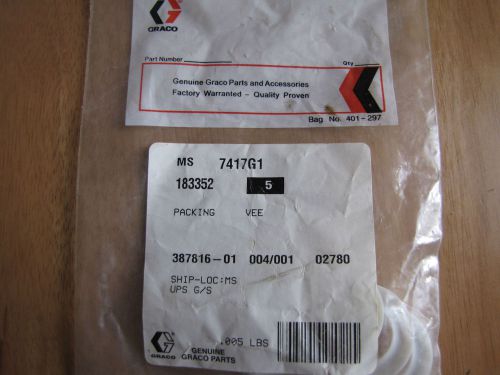 GRACO
Part Number
Qty
Genuine Graco Parts and Accessories
Factory Warranted - Quality Proven
Bag No. 401-297
MS 7417G1
183352 5
PACKING VEE
387816-01 004/001 02780
SHIP-LOC:MS
UPS G/S
.005 LBS
GRACO
GENUINE
GRACO PARTS